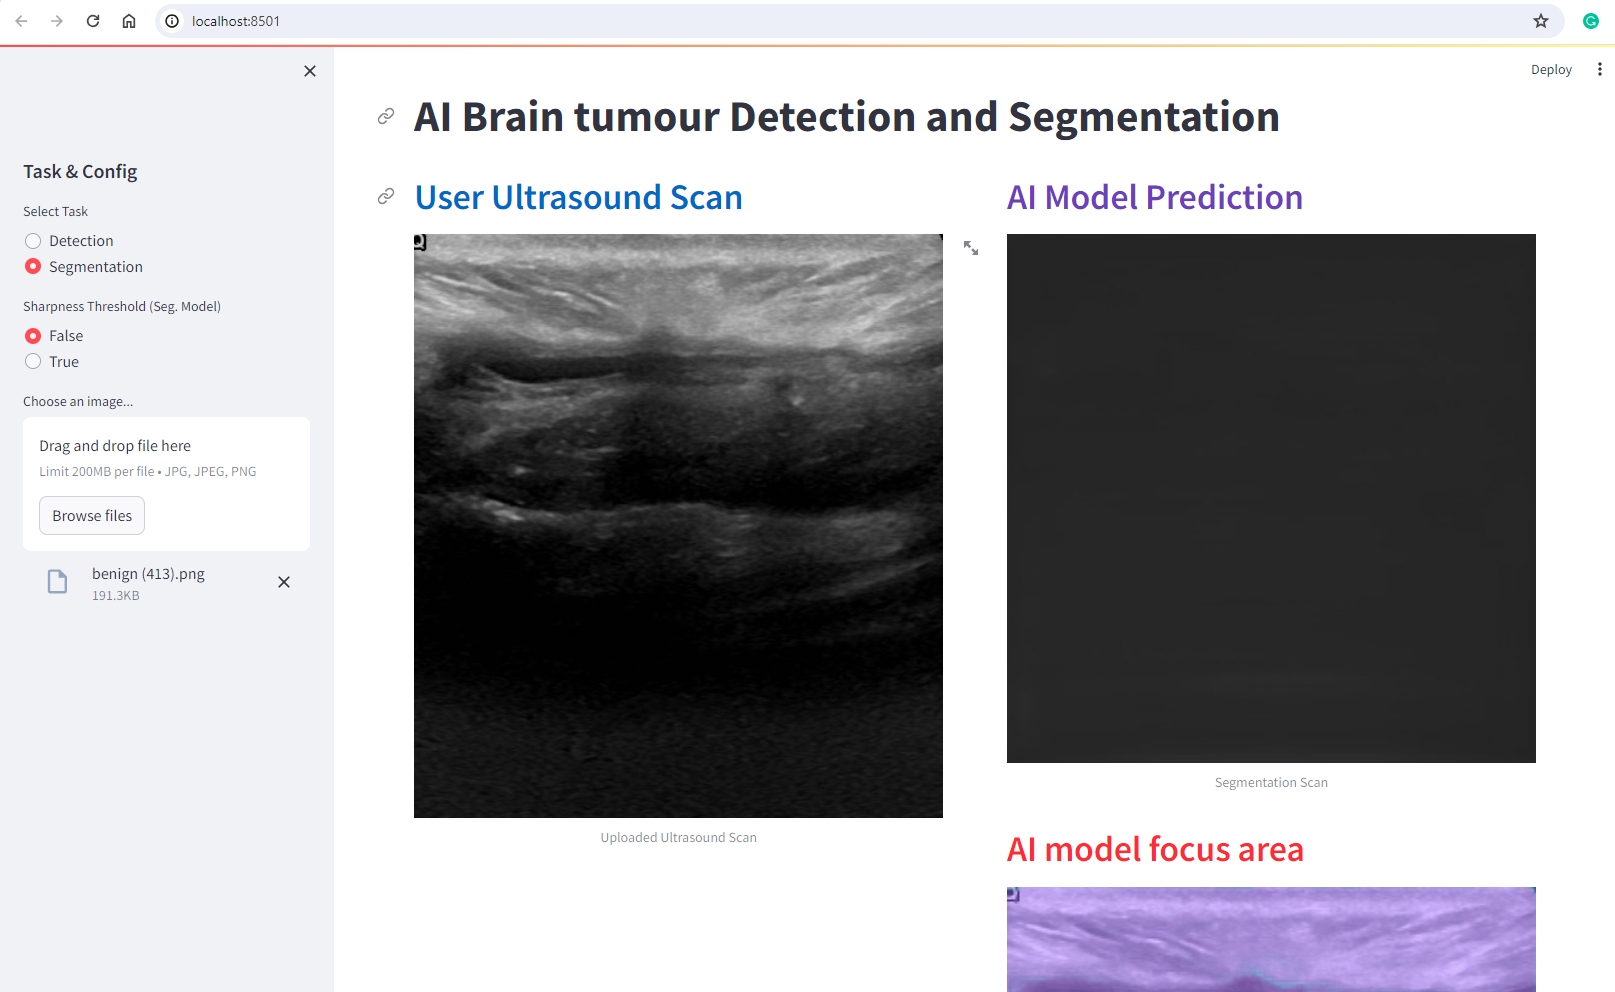 localhost:8501
Deploy
Task & Config
Select Task
Detection
Segmentation
Sharpness Threshold (Seg. Model)
False
True
Choose an image...
Drag and drop file here
Limit 200MB per file • JPG, JPEG, PNG
Browse files
benign (413).png
191.3KB
AI Brain tumour Detection and Segmentation
User Ultrasound Scan
Uploaded Ultrasound Scan
AI Model Prediction
Segmentation Scan
AI model focus area